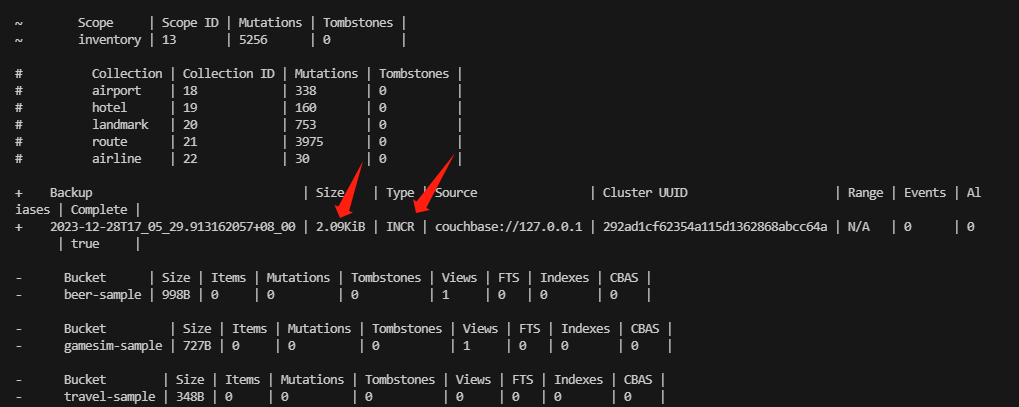 ~        Scope     | Scope ID | Mutations | Tombstones |
~        inventory | 13       | 5256      | 0          |
#          Collection | Collection ID | Mutations | Tombstones |
#          airport    | 18            | 338       | 0          |
#          hotel      | 19            | 160       | 0          |
#          landmark   | 20            | 753       | 0          |
#          route      | 21            | 3975      | 0          |
#          airline    | 22            | 30        | 0          |
+    Backup                              | Size    | Type | Source                | Cluster UUID                     | Range | Events | Al
iases | Complete |
+    2023-12-28T17_05_29.913162057+08_00 | 2.09KiB | INCR | couchbase://127.0.0.1 | 292ad1cf62354a115d1362868abcc64a | N/A   | 0      | 0
      | true     |
-      Bucket      | Size | Items | Mutations | Tombstones | Views | FTS | Indexes | CBAS |
-      beer-sample | 998B | 0     | 0         | 0          | 1     | 0   | 0       | 0    |
-      Bucket         | Size | Items | Mutations | Tombstones | Views | FTS | Indexes | CBAS |
-      gamesim-sample | 727B | 0     | 0         | 0          | 1     | 0   | 0       | 0    |
-      Bucket        | Size | Items | Mutations | Tombstones | Views | FTS | Indexes | CBAS |
-      travel-sample | 348B | 0     | 0         | 0          | 0     | 0   | 0       | 0    |